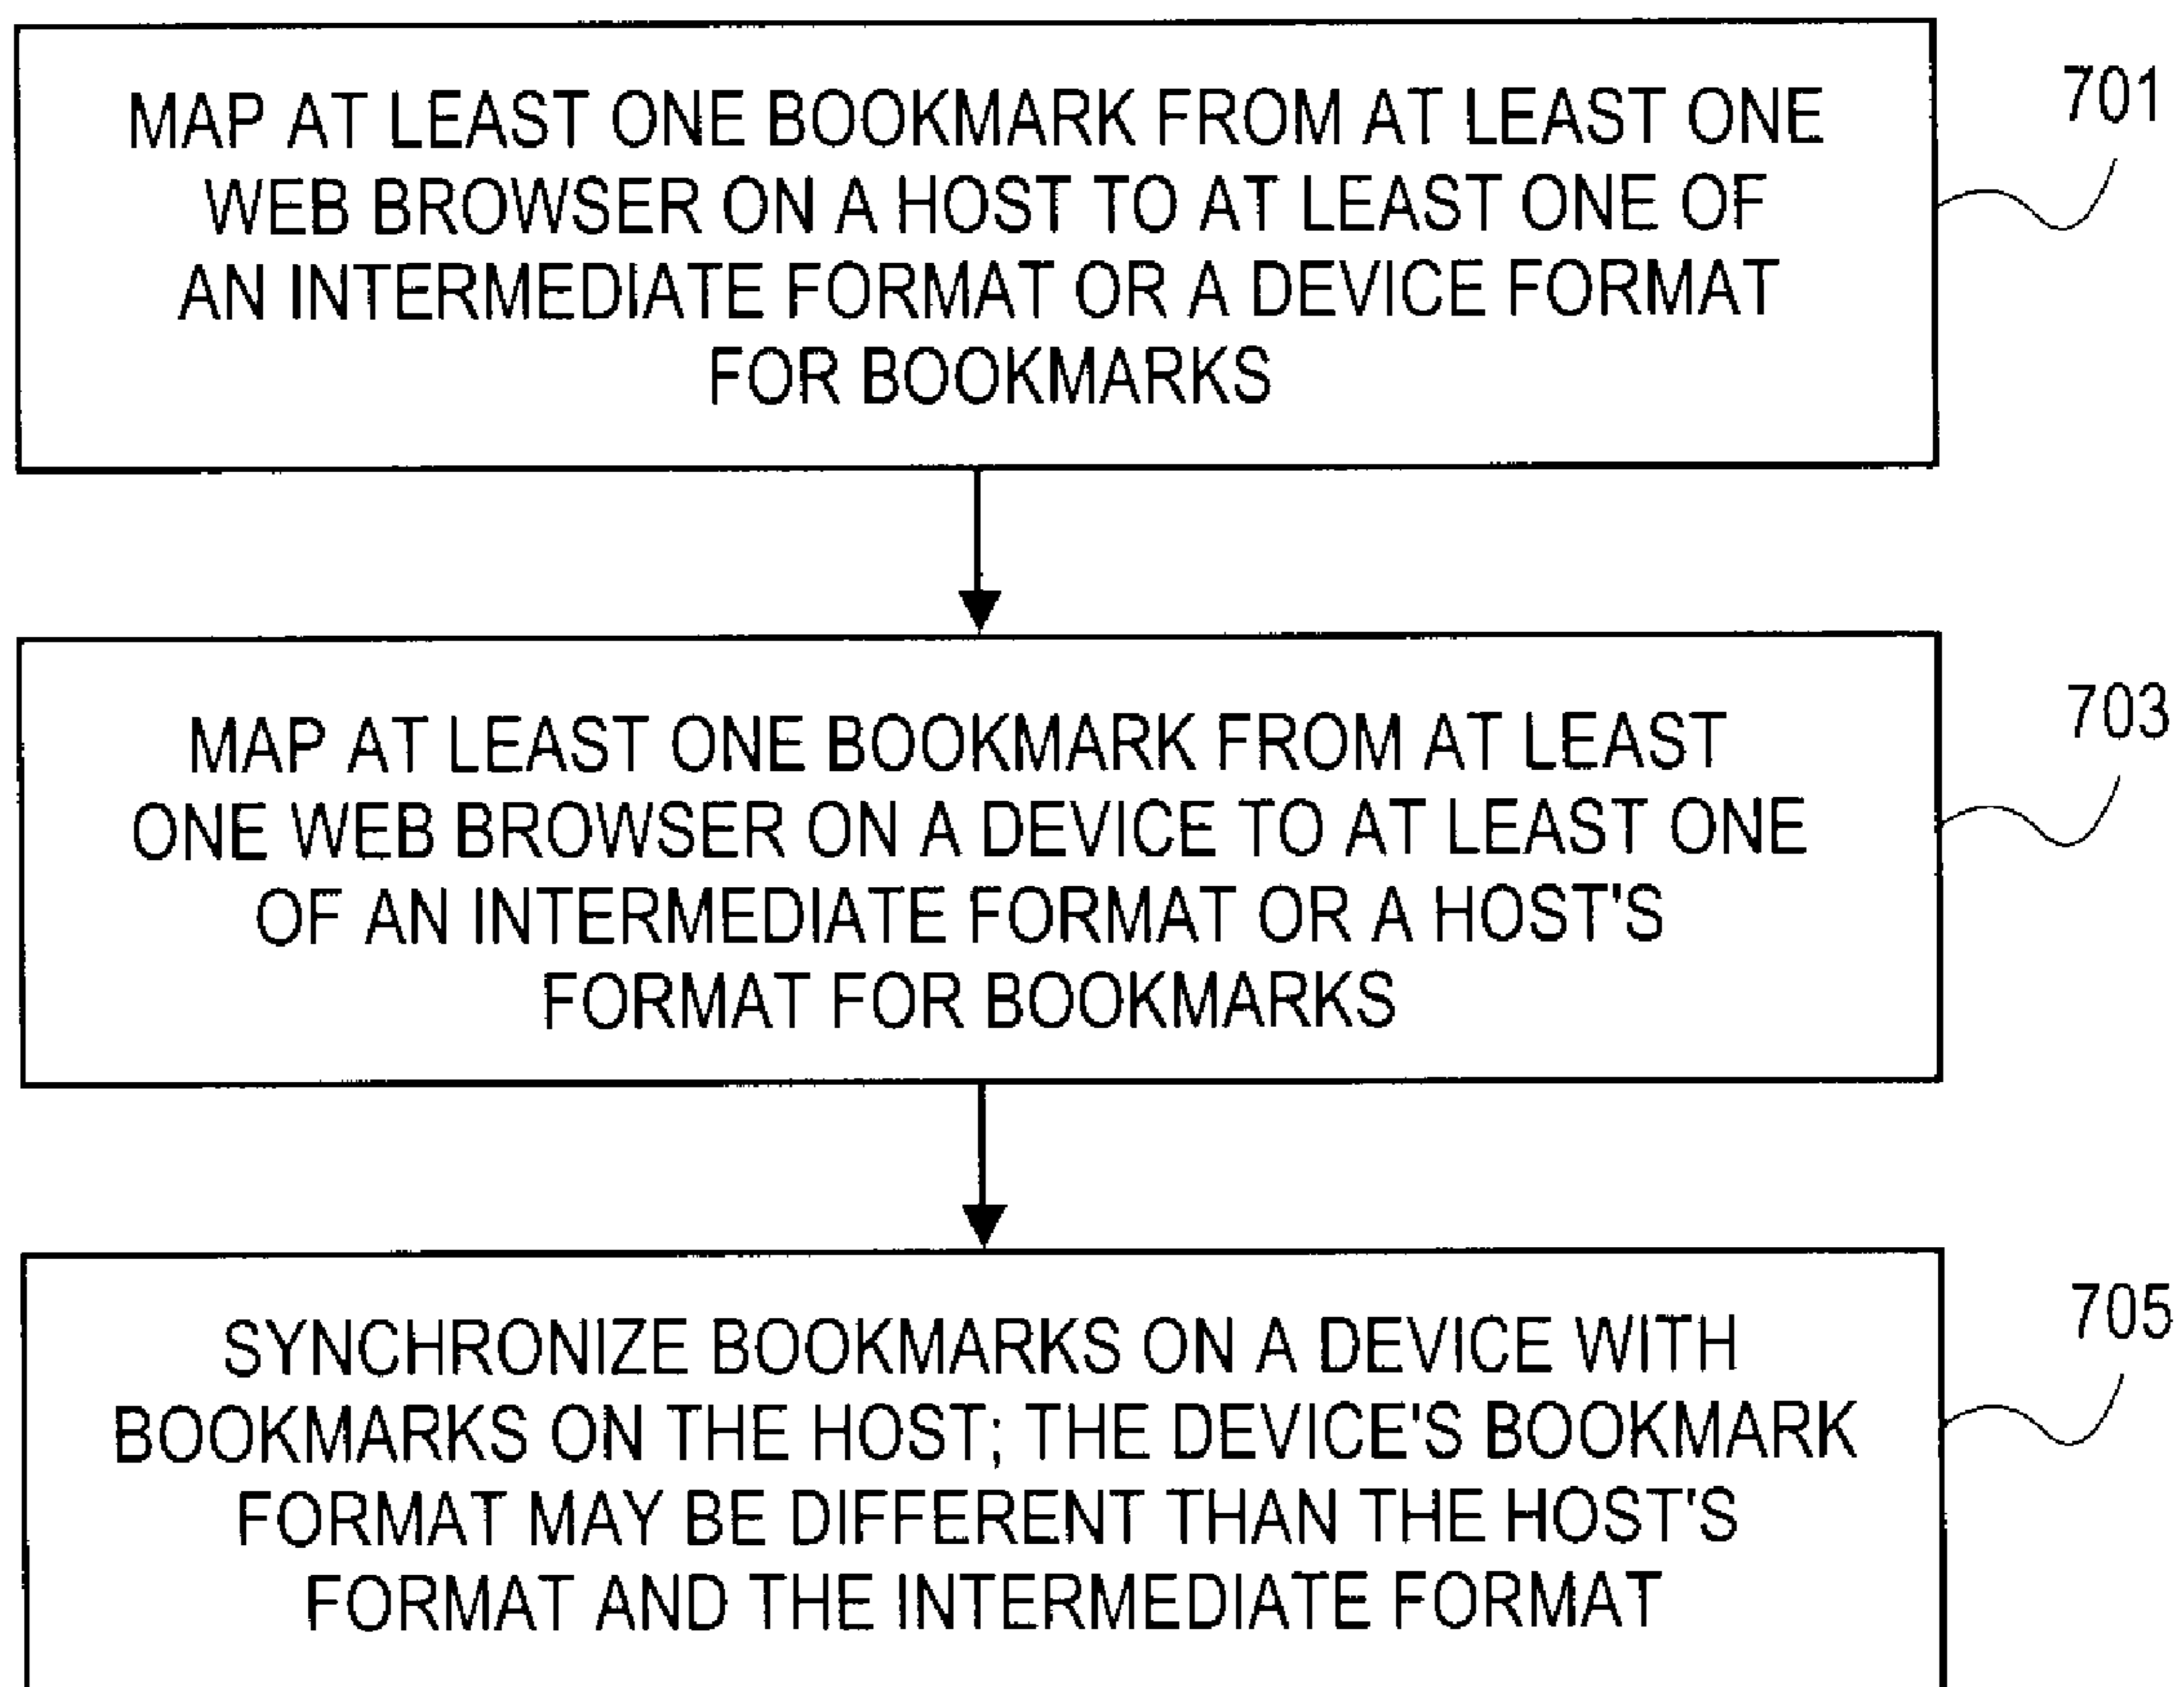 MAP AT LEAST ONE BOOKMARK FROM AT LEAST ONE
WEB BROWSER ON A HOST TO AT LEAST ONE OF
AN INTERMEDIATE FORMAT OR A DEVICE FORMAT
FOR BOOKMARKS
701
MAP AT LEAST ONE BOOKMARK FROM AT LEAST
ONE WEB BROWSER ON A DEVICE TO AT LEAST ONE
OF AN INTERMEDIATE FORMAT OR A HOST'S
FORMAT FOR BOOKMARKS
703
SYNCHRONIZE BOOKMARKS ON A DEVICE WITH
BOOKMARKS ON THE HOST; THE DEVICE'S BOOKMARK
FORMAT MAY BE DIFFERENT THAN THE HOST'S
FORMAT AND THE INTERMEDIATE FORMAT
705